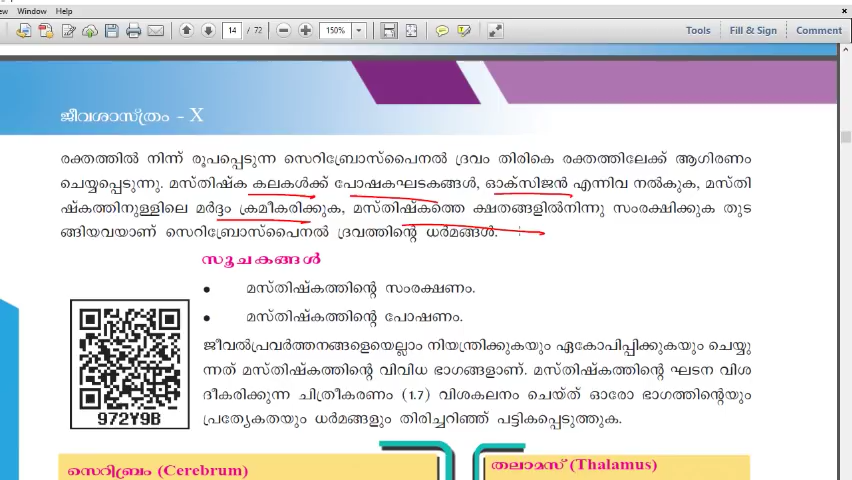 ew Window Help
14 / 72 150% Tools Fill & Sign Comment
ജീവശാസ്ത്രം - X
രക്തത്തിൽ നിന്ന് രൂപപ്പെടുന്ന സെറിബ്രോസ്പൈനൽ ദ്രവം തിരികെ രക്തത്തിലേക്ക് ആഗിരണം
ചെയ്യപ്പെടുന്നു. മസ്തിഷ്ക കലകൾക്ക് പോഷകഘടകങ്ങൾ, ഓക്സിജൻ എന്നിവ നൽകുക, മസ്തി
ഷ്കത്തിനുള്ളിലെ മർദ്ദം ക്രമീകരിക്കുക, മസ്തിഷ്കത്തെ ക്ഷതങ്ങളിൽനിന്നു സംരക്ഷിക്കുക തുട
ങ്ങിയവയാണ് സെറിബ്രോസ്പൈനൽ ദ്രവത്തിന്റെ ധർമങ്ങൾ.
സൂചകങ്ങൾ
• മസ്തിഷ്കത്തിന്റെ സംരക്ഷണം.
• മസ്തിഷ്കത്തിന്റെ പോഷണം.
ജീവൽപ്രവർത്തനങ്ങളെയെല്ലാം നിയന്ത്രിക്കുകയും ഏകോപിപ്പിക്കുകയും ചെയ്യു
ന്നത് മസ്തിഷ്കത്തിന്റെ വിവിധ ഭാഗങ്ങളാണ്. മസ്തിഷ്കത്തിന്റെ ഘടന വിശ
ദീകരിക്കുന്ന ചിത്രീകരണം (1.7) വിശകലനം ചെയ്ത് ഓരോ ഭാഗത്തിന്റെയും
പ്രത്യേകതയും ധർമങ്ങളും തിരിച്ചറിഞ്ഞ് പട്ടികപ്പെടുത്തുക.
972Y9B
സെറിബ്രം (Cerebrum)
തലാമസ് (Thalamus)